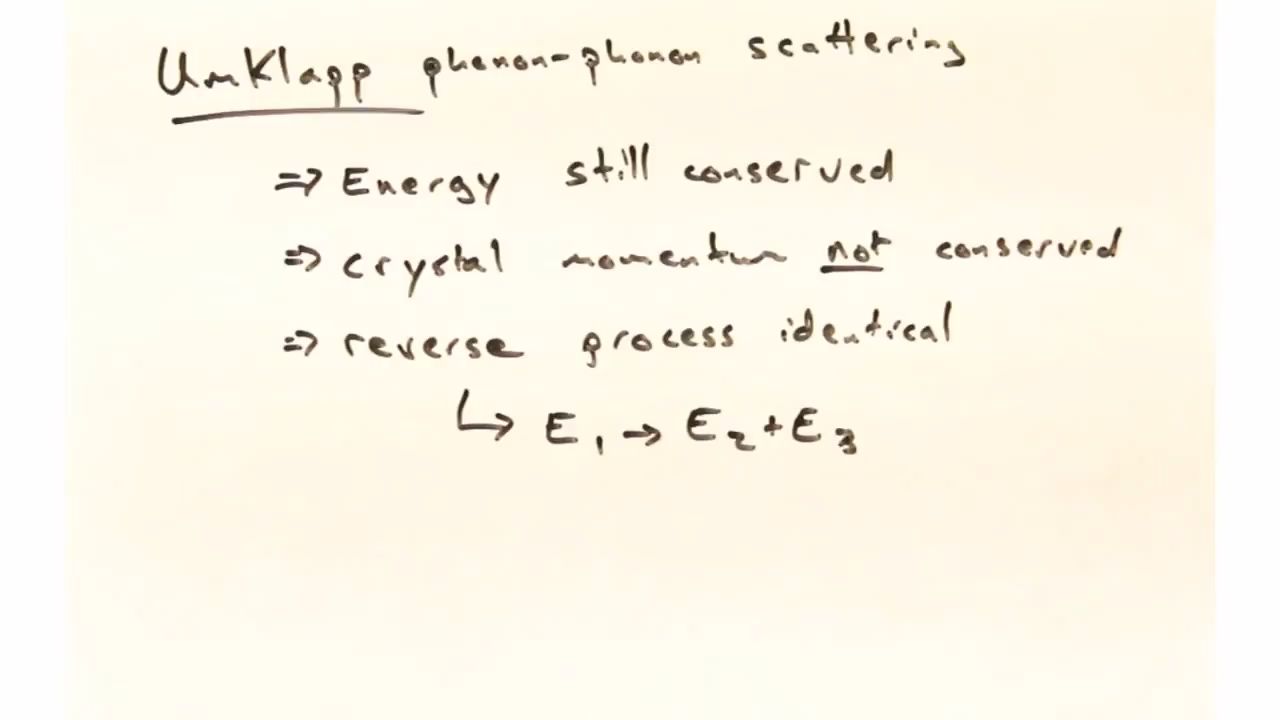 Umklapp phonon-phonon scattering
⇒ Energy still conserved
⇒ crystal momentum not conserved
⇒ reverse process identical
↳ E₁ → E₂ + E₃